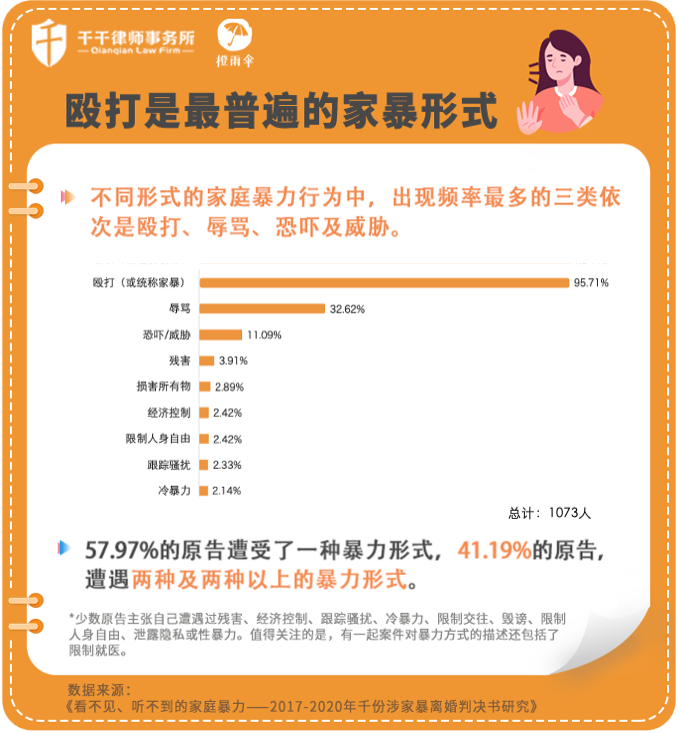 千千律师事务所
Qianqian Law Firm
橙雨伞
殴打是最普遍的家暴形式
不同形式的家庭暴力行为中，出现频率最多的三类依
次是殴打、辱骂、恐吓及威胁。
殴打（或统称家暴） 95.71%
辱骂 32.62%
恐吓/威胁 11.09%
残害 3.91%
损害所有物 2.89%
经济控制 2.42%
限制人身自由 2.42%
跟踪骚扰 2.33%
冷暴力 2.14%
总计：1073人
57.97%的原告遭受了一种暴力形式，41.19%的原告，
遭遇两种及两种以上的暴力形式。
*少数原告主张自己遭遇过残害、经济控制、跟踪骚扰、冷暴力、限制交往、毁谤、限制
人身自由、泄露隐私或性暴力。值得关注的是，有一起案件对暴力方式的描述还包括了
限制就医。
数据来源：
《看不见、听不到的家庭暴力——2017-2020年千份涉家暴离婚判决书研究》